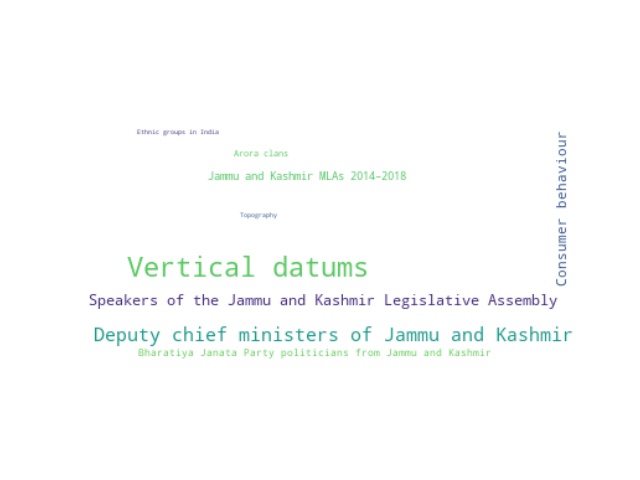 Ethnic groups in India
Arora clans
Jammu and Kashmir MLAs 2014–2018
Topography
Vertical datums
Consumer behaviour
Speakers of the Jammu and Kashmir Legislative Assembly
Deputy chief ministers of Jammu and Kashmir
Bharatiya Janata Party politicians from Jammu and Kashmir